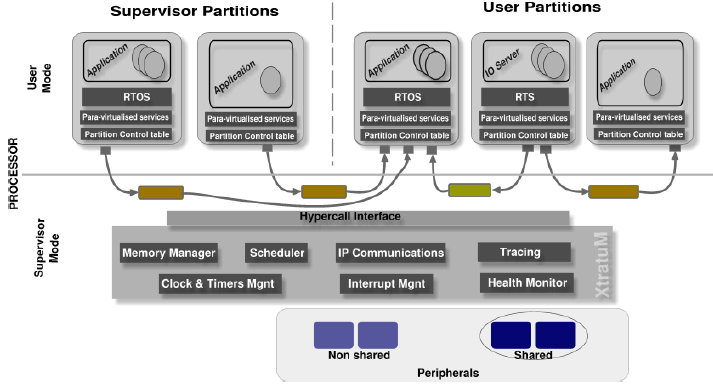 Supervisor Partitions
User Partitions
PROCESSOR
User
Mode
Application
RTOS
Para-virtualised services
Partition Control table
Application
Para-virtualised services
Partition Control table
Application
RTOS
Para-virtualised services
Partition Control table
IO Server
RTS
Para-virtualised services
Partition Control table
Application
Para-virtualised services
Partition Control table
Supervisor
Mode
Hypercall Interface
Memory Manager
Scheduler
IP Communications
Tracing
Clock & Timers Mgnt
Interrupt Mgnt
Health Monitor
XtratuM
Non shared
Shared
Peripherals